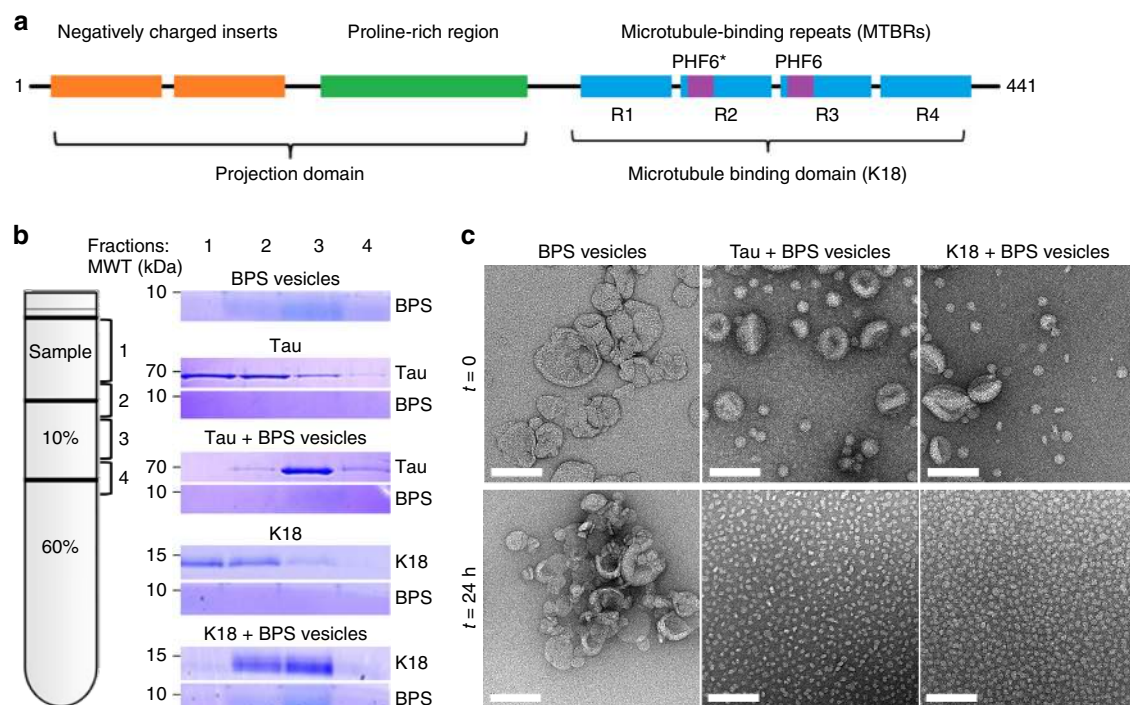 a
Negatively charged inserts
Proline-rich region
Microtubule-binding repeats (MTBRs)
PHF6*
PHF6
1
441
R1
R2
R3
R4
Projection domain
Microtubule binding domain (K18)
b
Fractions:
1
2
3
4
MWT (kDa)
BPS vesicles
10
BPS
Tau
70
Tau
10
BPS
Tau + BPS vesicles
70
Tau
10
BPS
K18
15
K18
10
BPS
K18 + BPS vesicles
15
K18
10
BPS
Sample
1
2
10%
3
4
60%
c
BPS vesicles
Tau + BPS vesicles
K18 + BPS vesicles
t = 0
t = 24 h